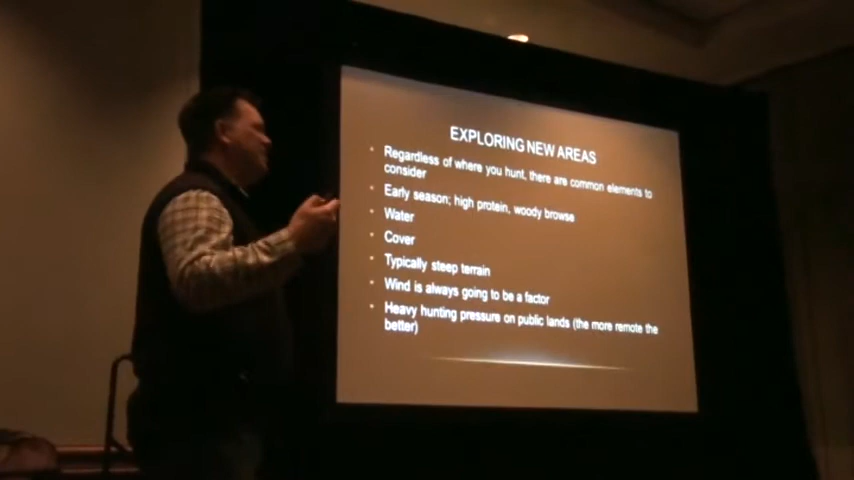 EXPLORING NEW AREAS
Regardless of where you hunt, there are common elements to
consider
Early season; high protein, woody browse
Water
Cover
Typically steep terrain
Wind is always going to be a factor
Heavy hunting pressure on public lands (the more remote the
better)